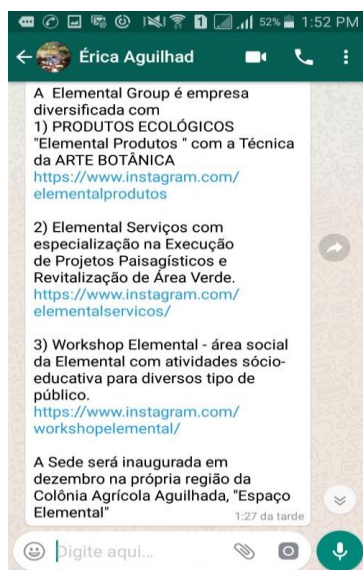 52% 1:52 PM
Érica Aguilhad
A Elemental Group é empresa
diversificada com
1) PRODUTOS ECOLÓGICOS
"Elemental Produtos " com a Técnica
da ARTE BOTÂNICA
https://www.instagram.com/
elementalprodutos
2) Elemental Serviços com
especialização na Execução
de Projetos Paisagísticos e
Revitalização de Área Verde.
https://www.instagram.com/
elementalservicos/
3) Workshop Elemental - área social
da Elemental com atividades sócio-
educativa para diversos tipo de
público.
https://www.instagram.com/
workshopelemental/
A Sede será inaugurada em
dezembro na própria região da
Colônia Agrícola Aguilhada, "Espaço
Elemental"
1:27 da tarde
Digite aqui...